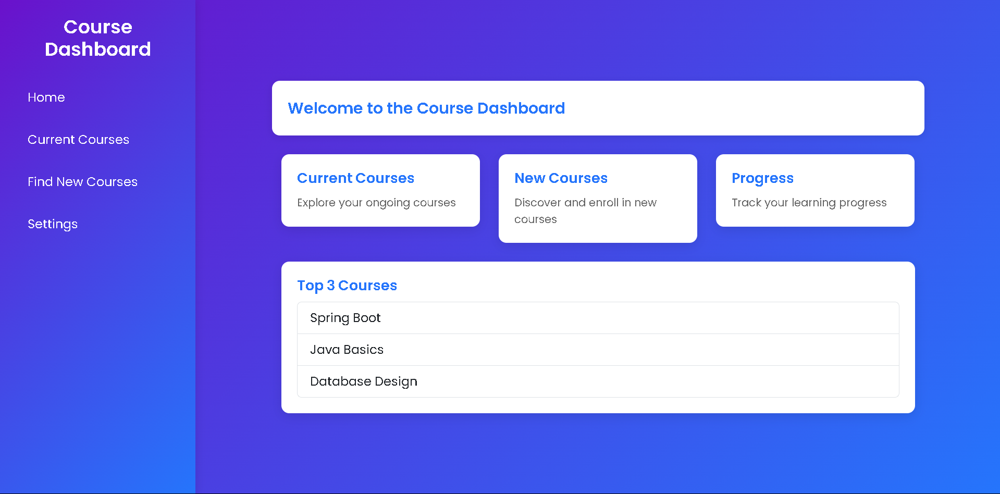 Course
Dashboard
Home
Current Courses
Find New Courses
Settings
Welcome to the Course Dashboard
Current Courses
Explore your ongoing courses
New Courses
Discover and enroll in new
courses
Progress
Track your learning progress
Top 3 Courses
Spring Boot
Java Basics
Database Design